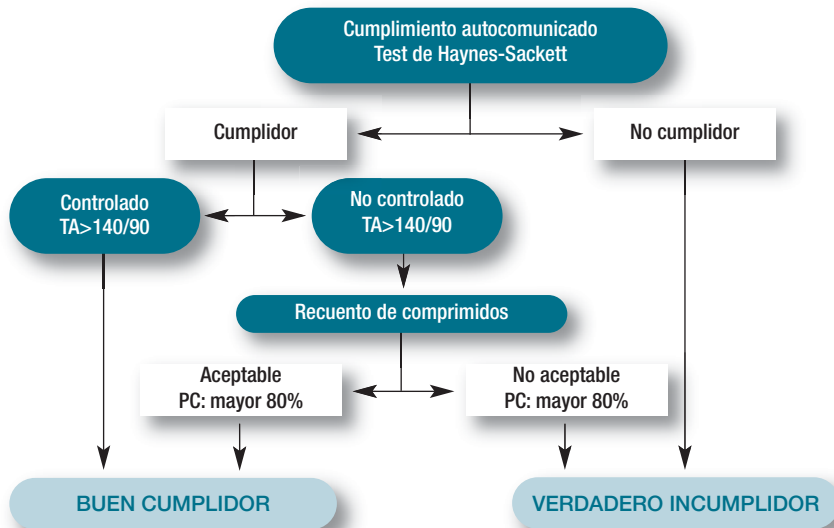 Cumplimiento autocomunicado
Test de Haynes-Sackett
Cumplidor
No cumplidor
Controlado
TA>140/90
No controlado
TA>140/90
Recuento de comprimidos
Aceptable
PC: mayor 80%
No aceptable
PC: mayor 80%
BUEN CUMPLIDOR
VERDADERO INCUMPLIDOR